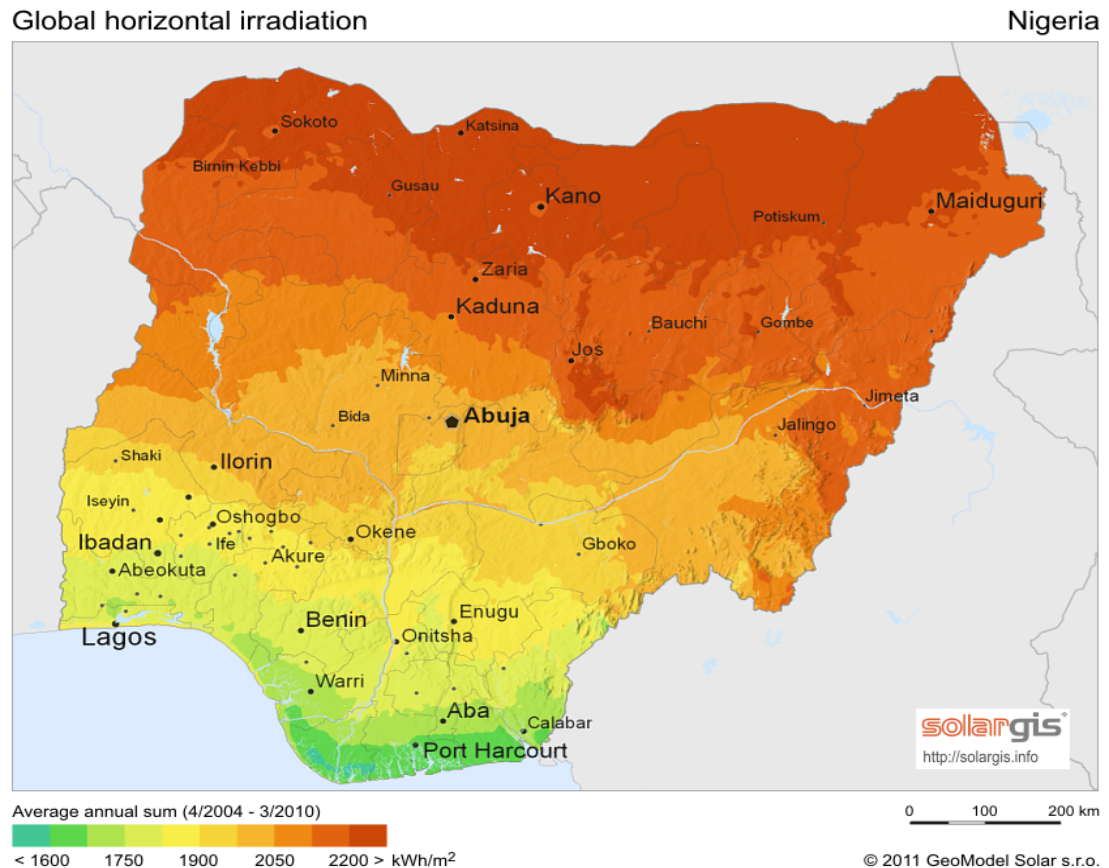 Global horizontal irradiation
Nigeria
Sokoto
Katsina
Birnin Kebbi
Gusau
Kano
Maiduguri
Potiskum
Zaria
Kaduna
Bauchi
Gombe
Jos
Minna
Jimeta
Bida
Abuja
Jalingo
Shaki
Ilorin
Iseyin
Oshogbo
Okene
Ibadan
Ife
Akure
Gboko
Abeokuta
Benin
Enugu
Lagos
Onitsha
Warri
Aba
Calabar
Port Harcourt
solargis
http://solargis.info
Average annual sum (4/2004 - 3/2010)
0 100 200 km
< 1600 1750 1900 2050 2200 > kWh/m²
© 2011 GeoModel Solar s.r.o.